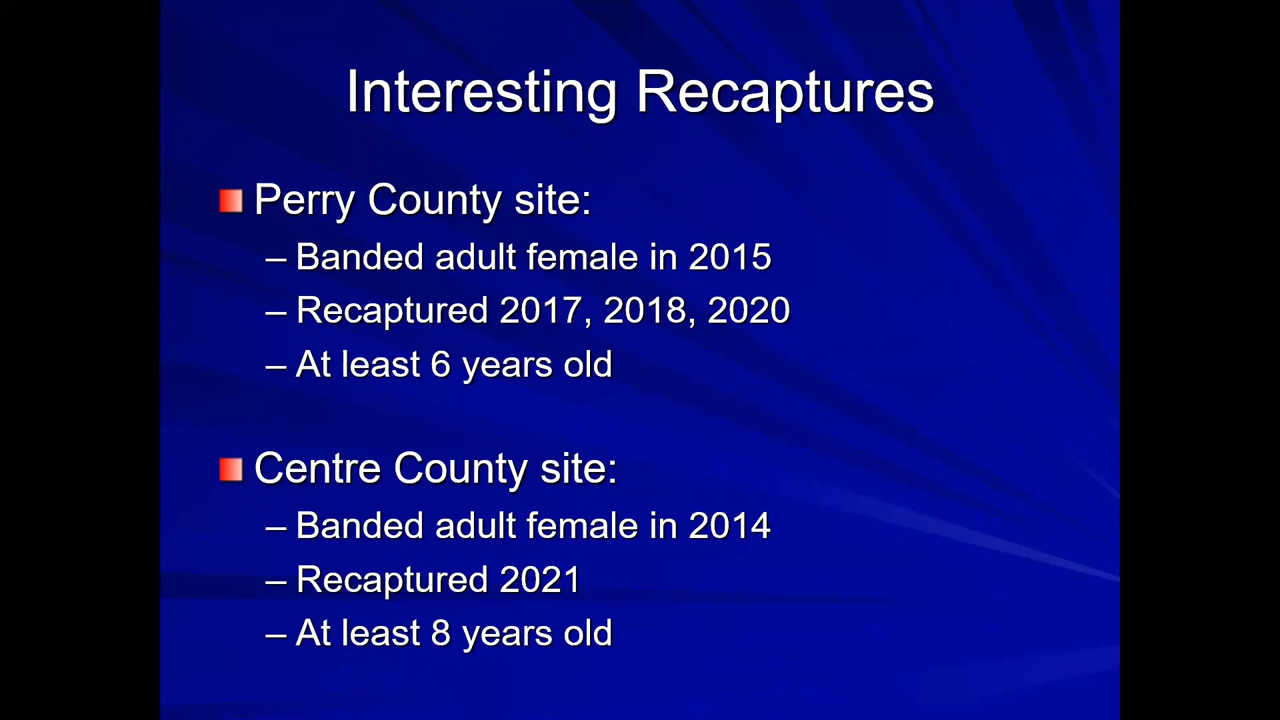 Interesting Recaptures
Perry County site:
– Banded adult female in 2015
– Recaptured 2017, 2018, 2020
– At least 6 years old
Centre County site:
– Banded adult female in 2014
– Recaptured 2021
– At least 8 years old